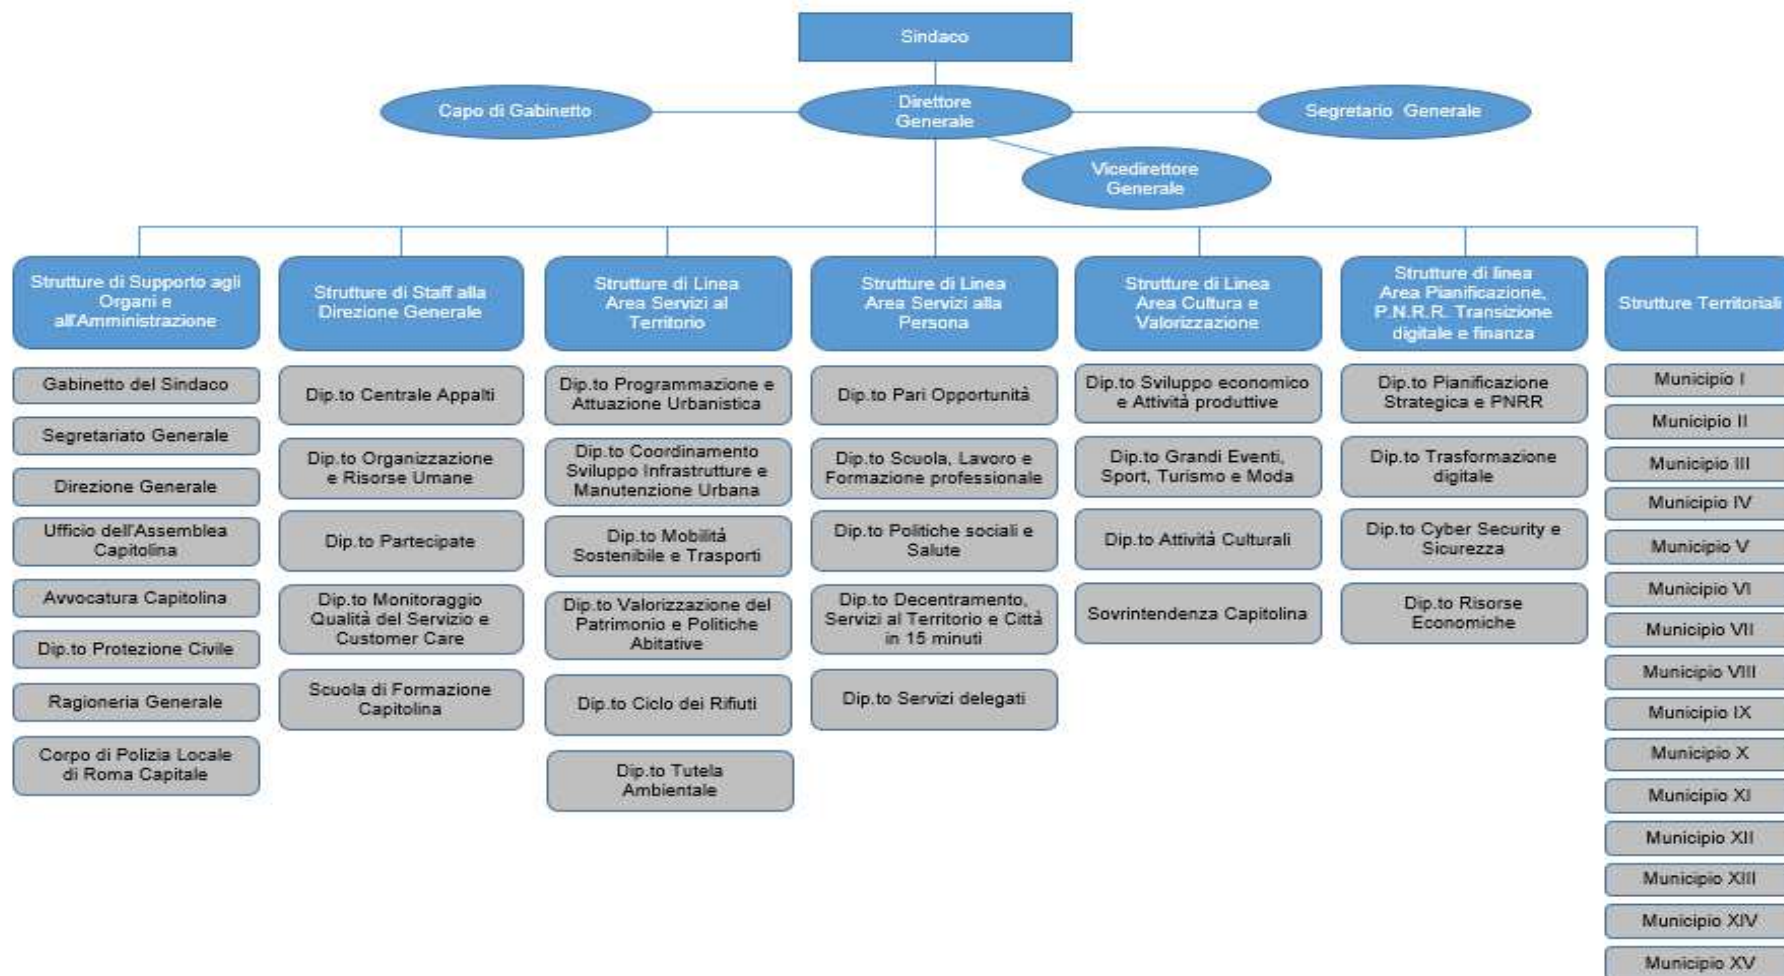 Sindaco
Capo di Gabinetto
Direttore
Generale
Segretario Generale
Vicedirettore
Generale
Strutture di Supporto agli
Organi e
all'Amministrazione
Gabinetto del Sindaco
Segretariato Generale
Direzione Generale
Ufficio dell'Assemblea
Capitolina
Avvocatura Capitolina
Dip.to Protezione Civile
Ragioneria Generale
Corpo di Polizia Locale
di Roma Capitale
Strutture di Staff alla
Direzione Generale
Dip.to Centrale Appalti
Dip.to Organizzazione
e Risorse Umane
Dip.to Partecipate
Dip.to Monitoraggio
Qualità del Servizio e
Customer Care
Scuola di Formazione
Capitolina
Strutture di Linea
Area Servizi al
Territorio
Dip.to Programmazione e
Attuazione Urbanistica
Dip.to Coordinamento
Sviluppo Infrastrutture e
Manutenzione Urbana
Dip.to Mobilità
Sostenibile e Trasporti
Dip.to Valorizzazione del
Patrimonio e Politiche
Abitative
Dip.to Ciclo dei Rifiuti
Dip.to Tutela
Ambientale
Strutture di Linea
Area Servizi alla
Persona
Dip.to Pari Opportunità
Dip.to Scuola, Lavoro e
Formazione professionale
Dip.to Politiche sociali e
Salute
Dip.to Decentramento,
Servizi al Territorio e Città
in 15 minuti
Dip.to Servizi delegati
Strutture di Linea
Area Cultura e
Valorizzazione
Dip.to Sviluppo economico
e Attività produttive
Dip.to Grandi Eventi,
Sport, Turismo e Moda
Dip.to Attività Culturali
Sovrintendenza Capitolina
Strutture di linea
Area Pianificazione,
P.N.R.R. Transizione
digitale e finanza
Dip.to Pianificazione
Strategica e PNRR
Dip.to Trasformazione
digitale
Dip.to Cyber Security e
Sicurezza
Dip.to Risorse
Economiche
Strutture Territoriali
Municipio I
Municipio II
Municipio III
Municipio IV
Municipio V
Municipio VI
Municipio VII
Municipio VIII
Municipio IX
Municipio X
Municipio XI
Municipio XII
Municipio XIII
Municipio XIV
Municipio XV